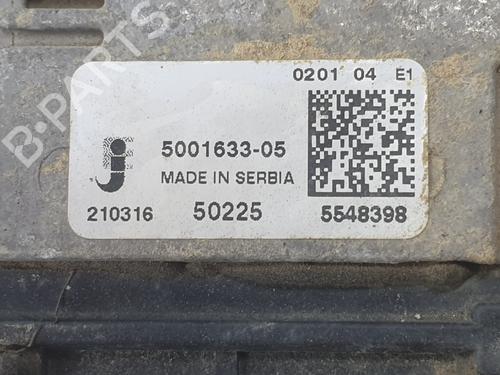 B-PARTS
0201 04 E1
j
5001633-05
MADE IN SERBIA
210316 50225 5548398